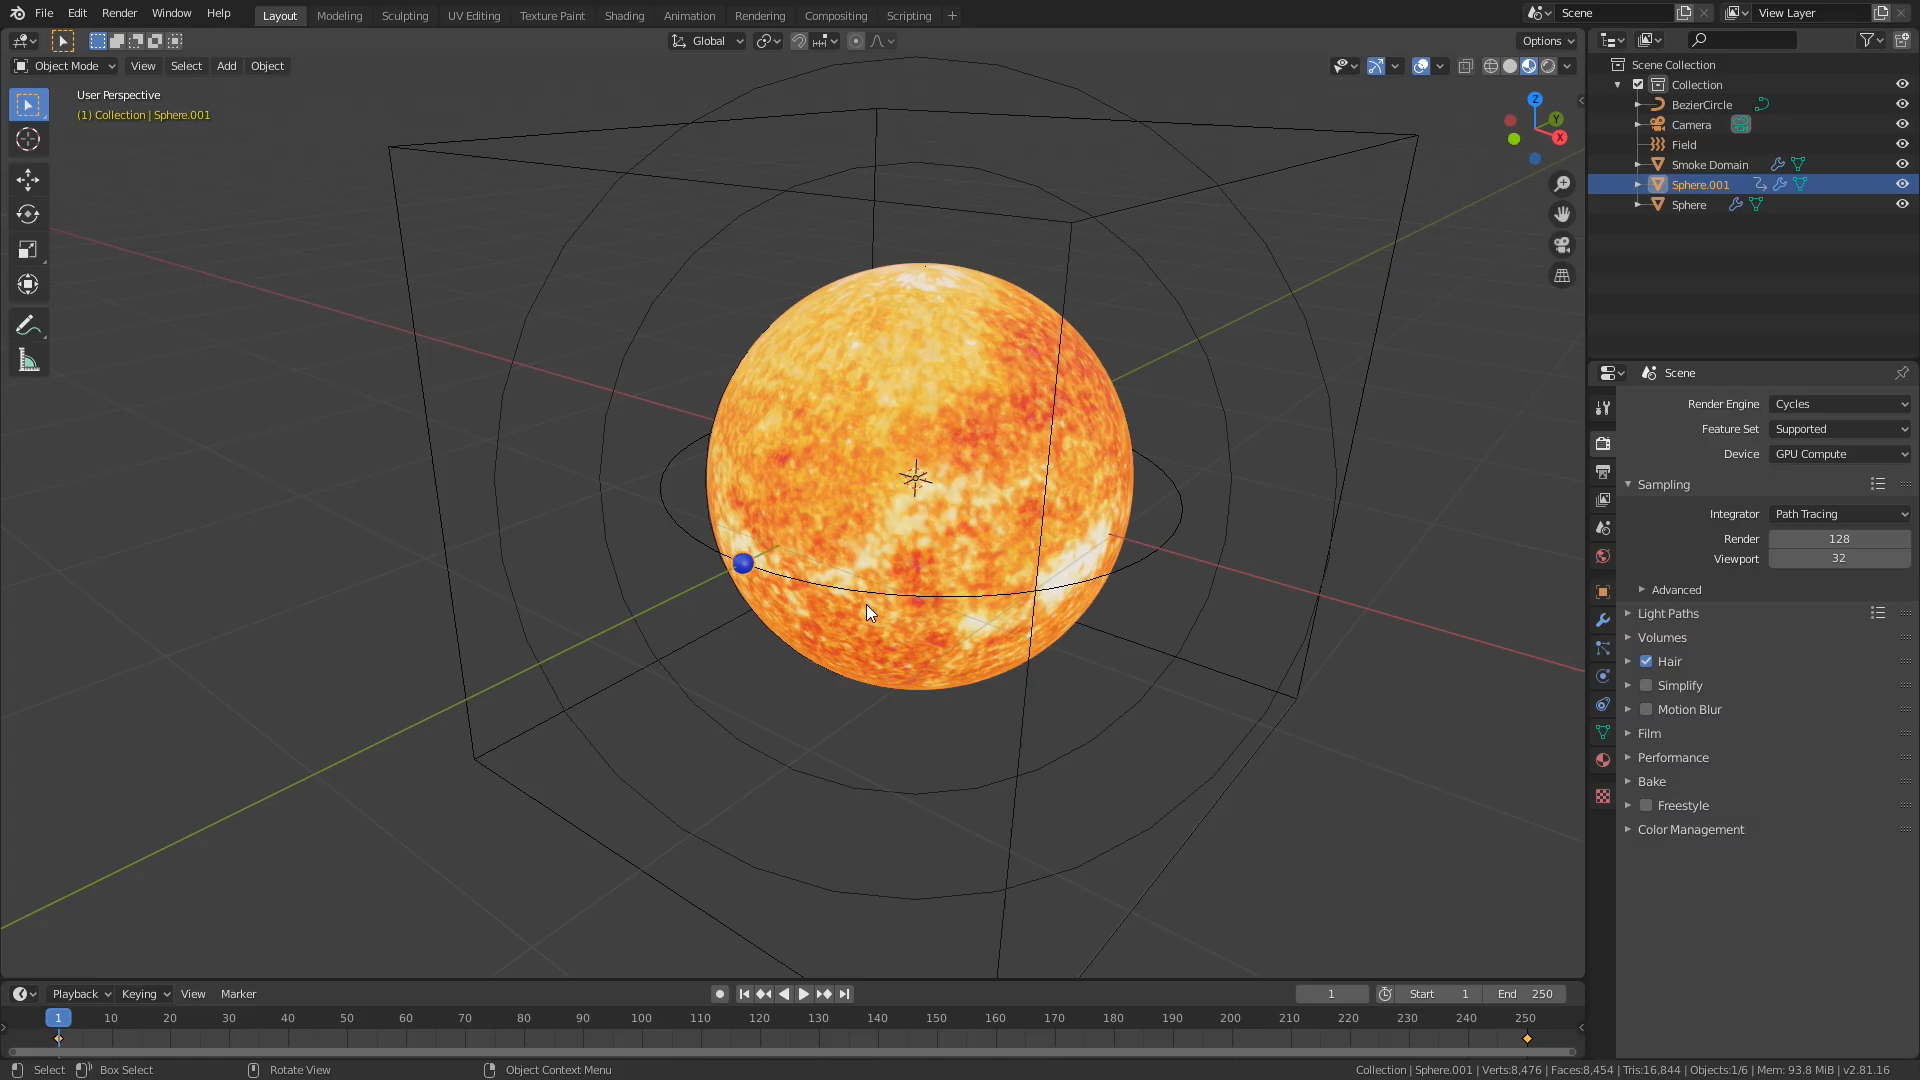 File Edit Render Window Help
Layout Modeling Sculpting UV Editing Texture Paint Shading Animation Rendering Compositing Scripting +
Scene
View Layer
Global
Options
Object Mode View Select Add Object
User Perspective
(1) Collection | Sphere.001
Z
Y
X
Scene Collection
Collection
BezierCircle
Camera
Field
Smoke Domain
Sphere.001
Sphere
Scene
Render Engine Cycles
Feature Set Supported
Device GPU Compute
Sampling
Integrator Path Tracing
Render 128
Viewport 32
Advanced
Light Paths
Volumes
Hair
Simplify
Motion Blur
Film
Performance
Bake
Freestyle
Color Management
Playback Keying View Marker
1
Start 1
End 250
1 10 20 30 40 50 60 70 80 90 100 110 120 130 140 150 160 170 180 190 200 210 220 230 240 250
Select Box Select Rotate View Object Context Menu
Collection | Sphere.001 | Verts:8,476 | Faces:8,454 | Tris:16,844 | Objects:1/6 | Mem: 93.8 MiB | v2.81.16